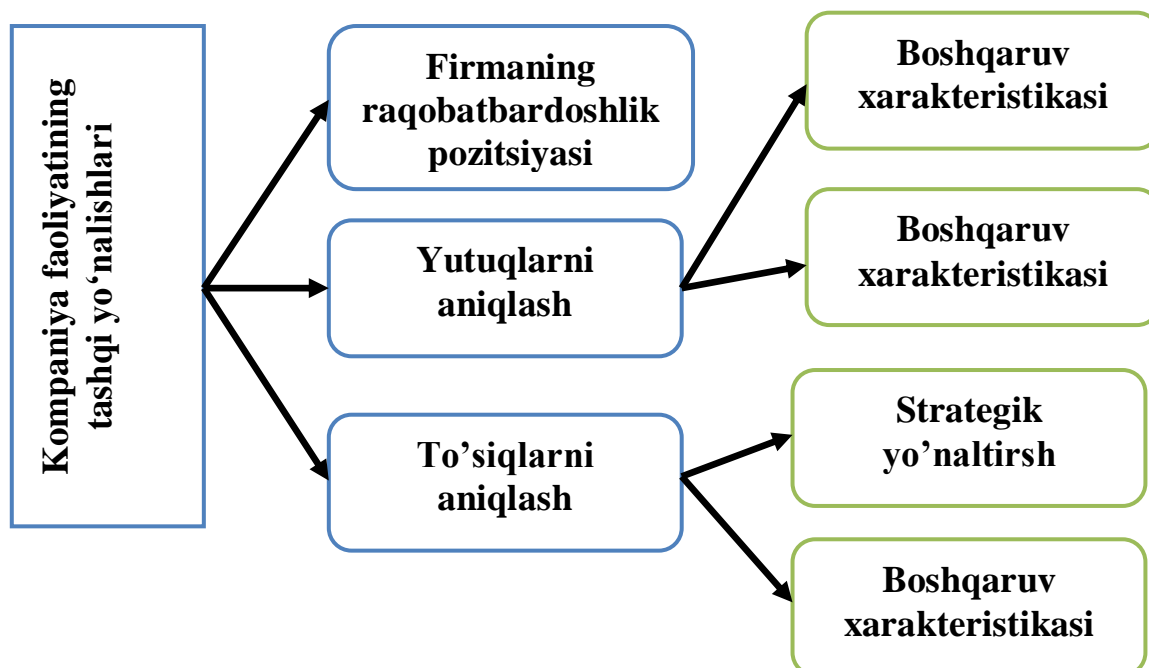 Kompaniya faoliyatining
tashqi yo‘nalishlari
Firmaning
raqobatbardoshlik
pozitsiyasi
Yutuqlarni
aniqlash
To’siqlarni
aniqlash
Boshqaruv
xarakteristikasi
Boshqaruv
xarakteristikasi
Strategik
yo’naltirsh
Boshqaruv
xarakteristikasi